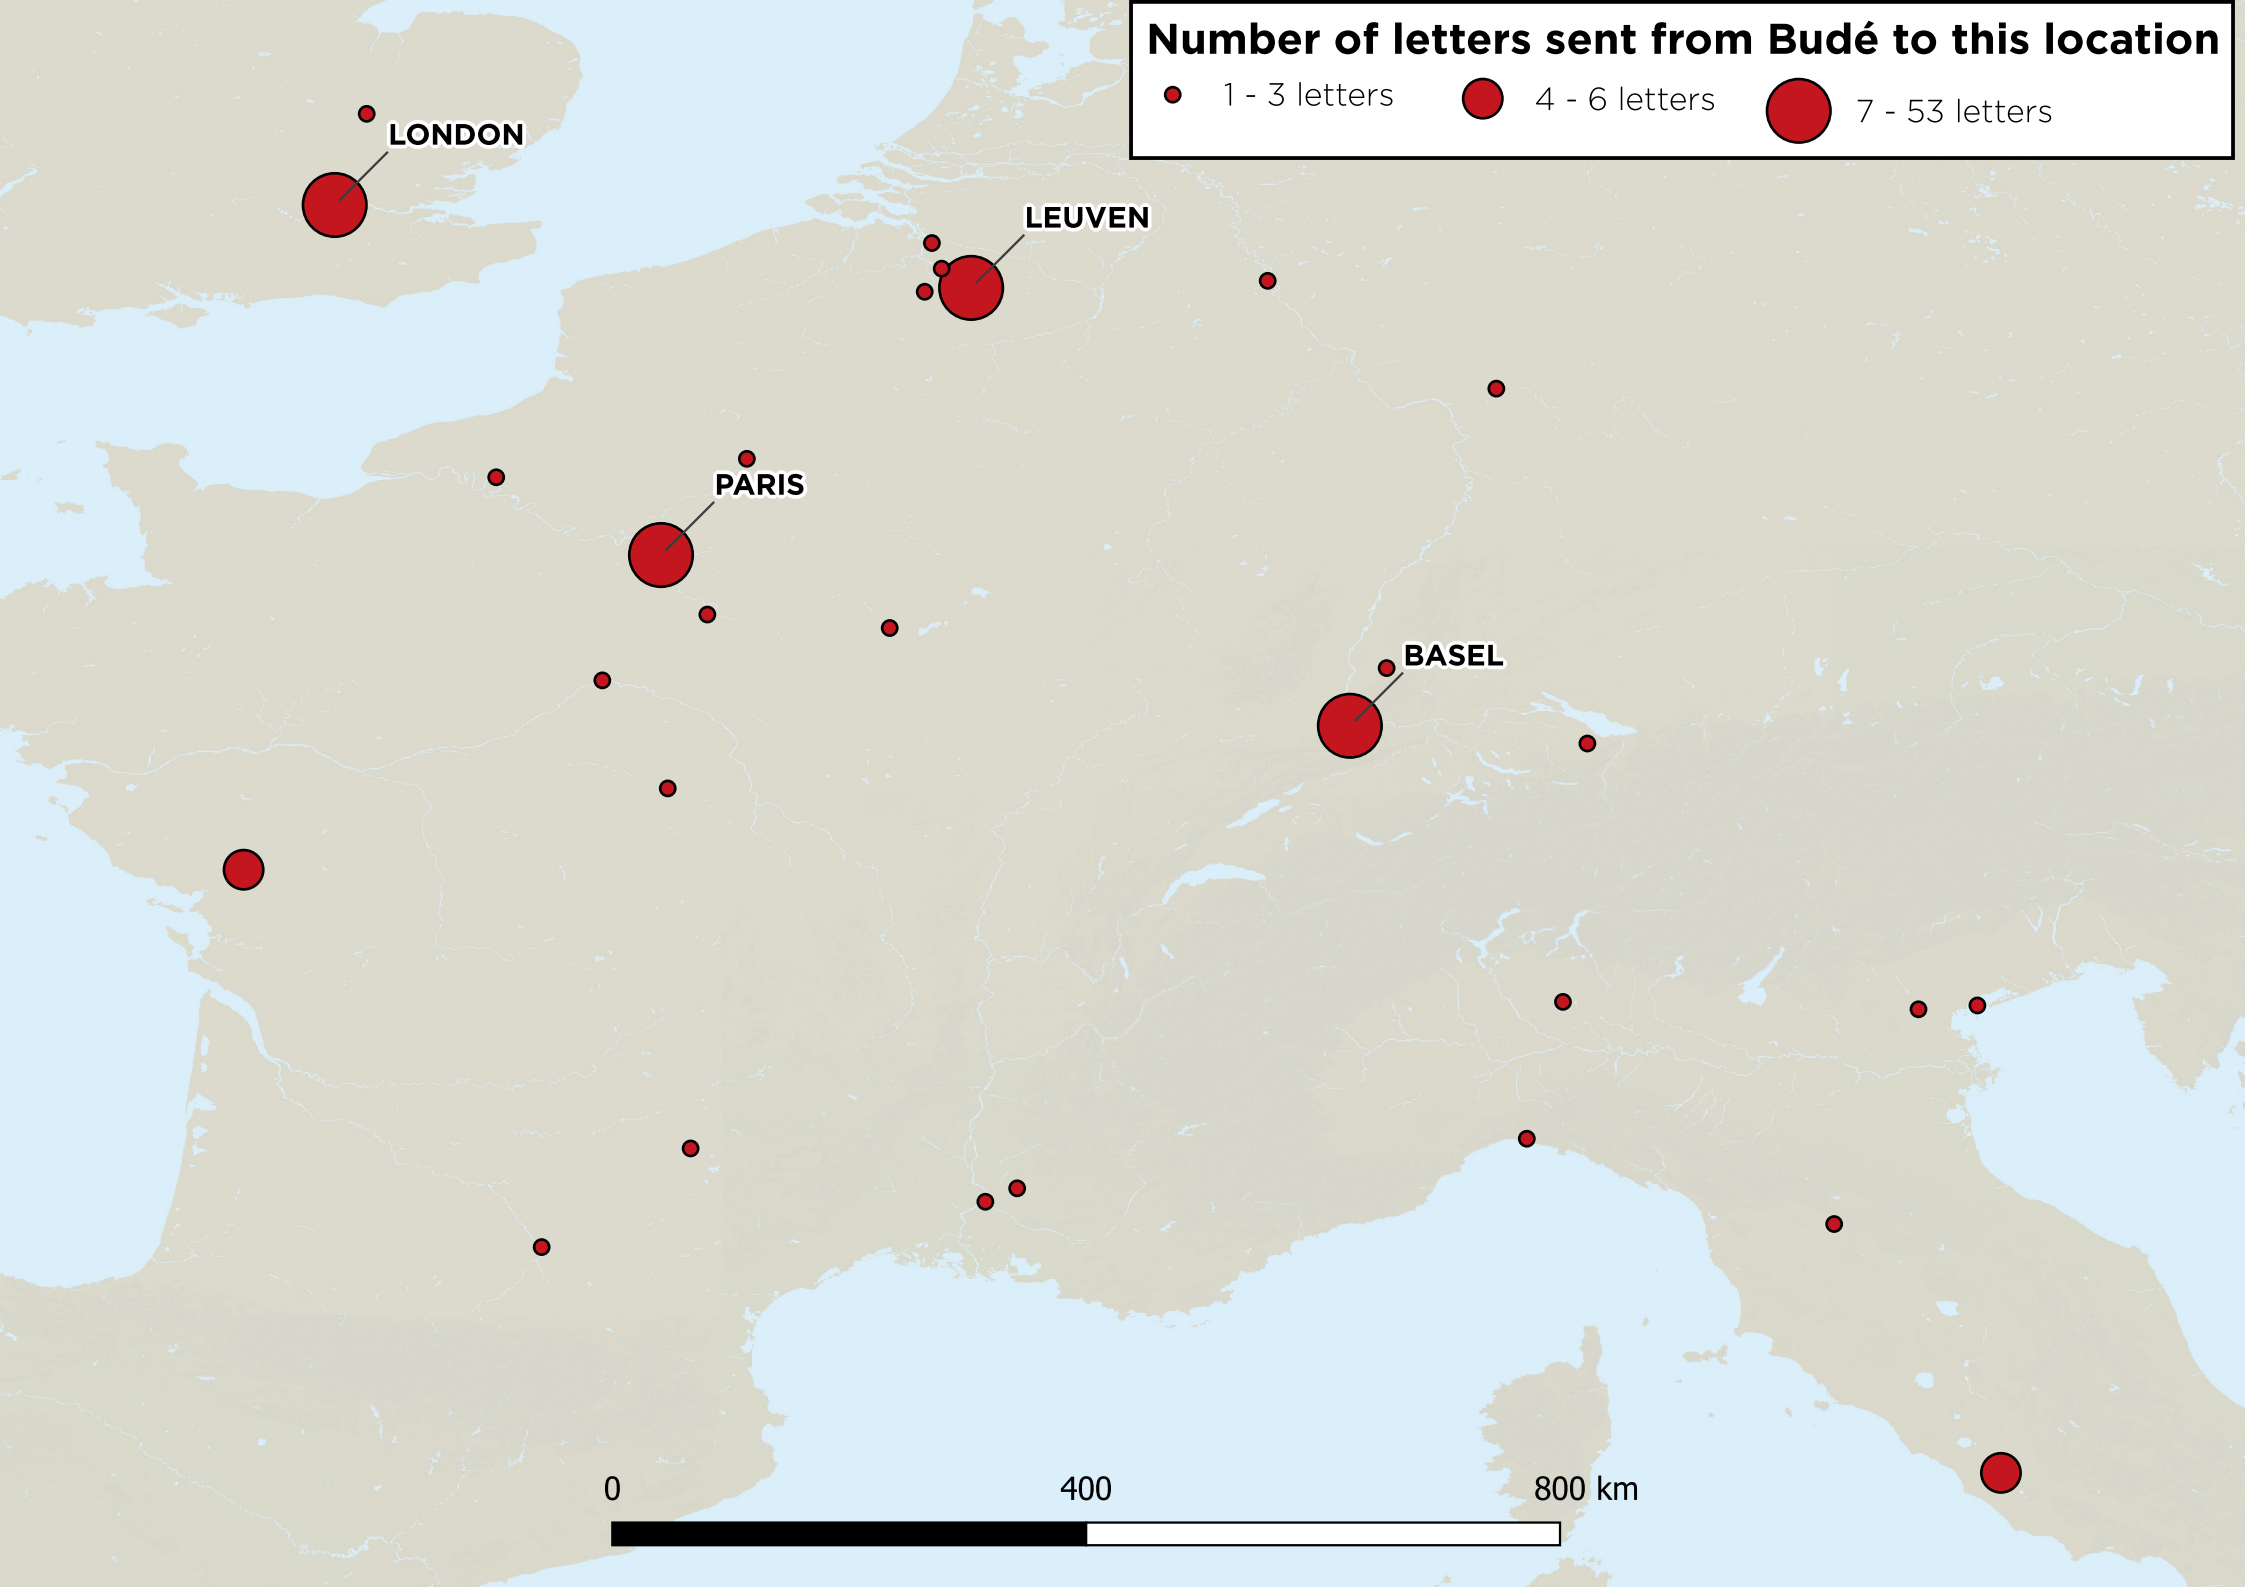 Number of letters sent from Budé to this location
1 - 3 letters 4 - 6 letters 7 - 53 letters
LONDON
LEUVEN
PARIS
BASEL
0 400 800 km